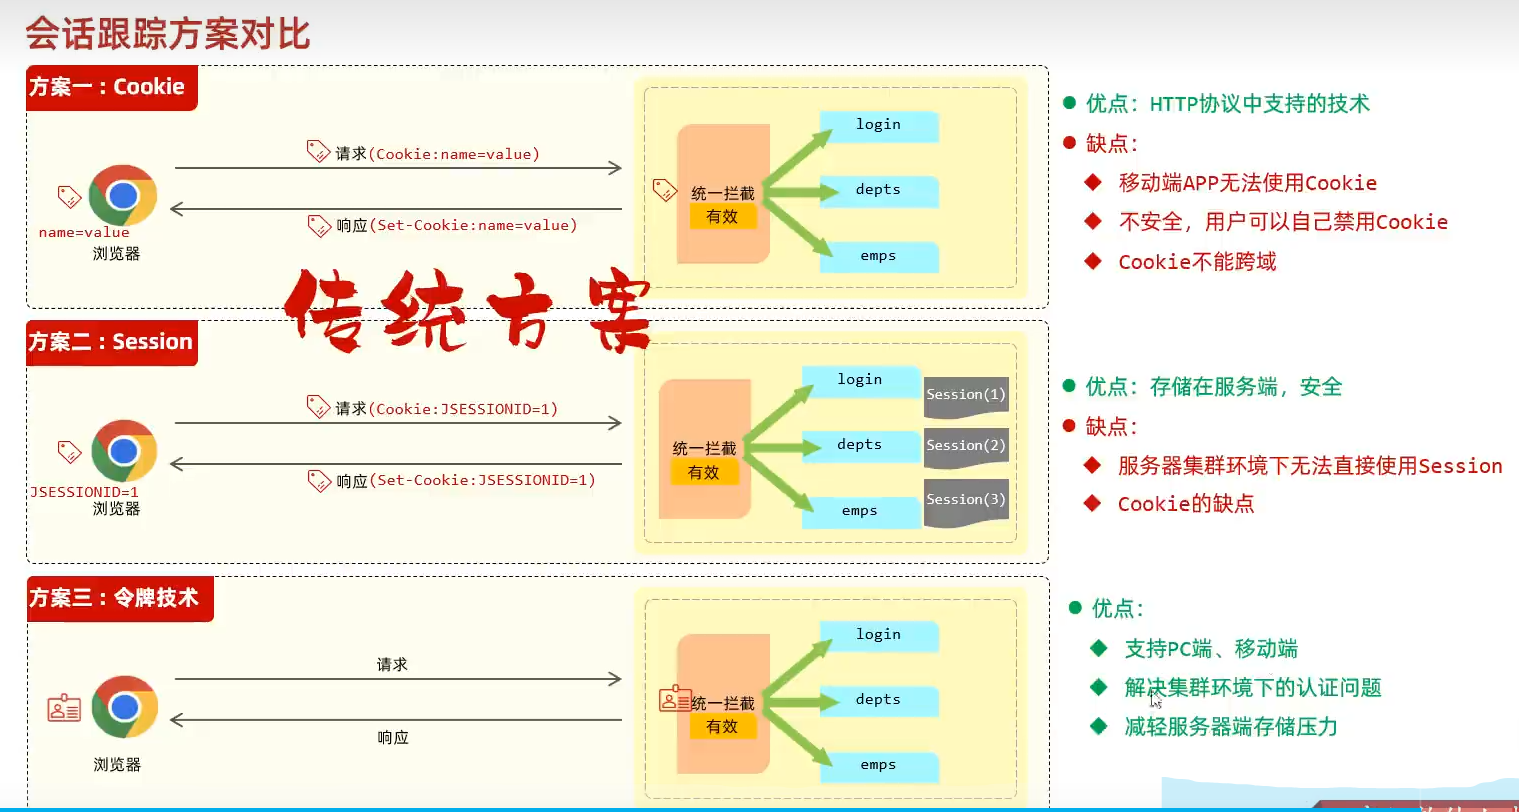 会话跟踪方案对比
方案一：Cookie
请求(Cookie:name=value)
响应(Set-Cookie:name=value)
name=value
浏览器
统一拦截
有效
login
depts
emps
优点：HTTP协议中支持的技术
缺点：
移动端APP无法使用Cookie
不安全，用户可以自己禁用Cookie
Cookie不能跨域
传统方案
方案二：Session
请求(Cookie:JSESSIONID=1)
响应(Set-Cookie:JSESSIONID=1)
JSESSIONID=1
浏览器
统一拦截
有效
login
depts
emps
Session(1)
Session(2)
Session(3)
优点：存储在服务端，安全
缺点：
服务器集群环境下无法直接使用Session
Cookie的缺点
方案三：令牌技术
请求
响应
浏览器
统一拦截
有效
login
depts
emps
优点：
支持PC端、移动端
解决集群环境下的认证问题
减轻服务器端存储压力